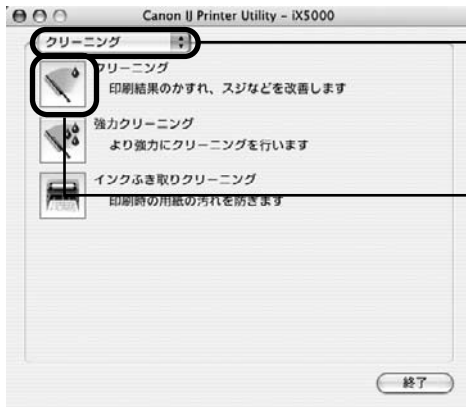 Canon IJ Printer Utility – iX5000
クリーニング
クリーニング
印刷結果のかすれ、スジなどを改善します
強力クリーニング
より強力にクリーニングを行います
インクふき取りクリーニング
印刷時の用紙の汚れを防ぎます
終了